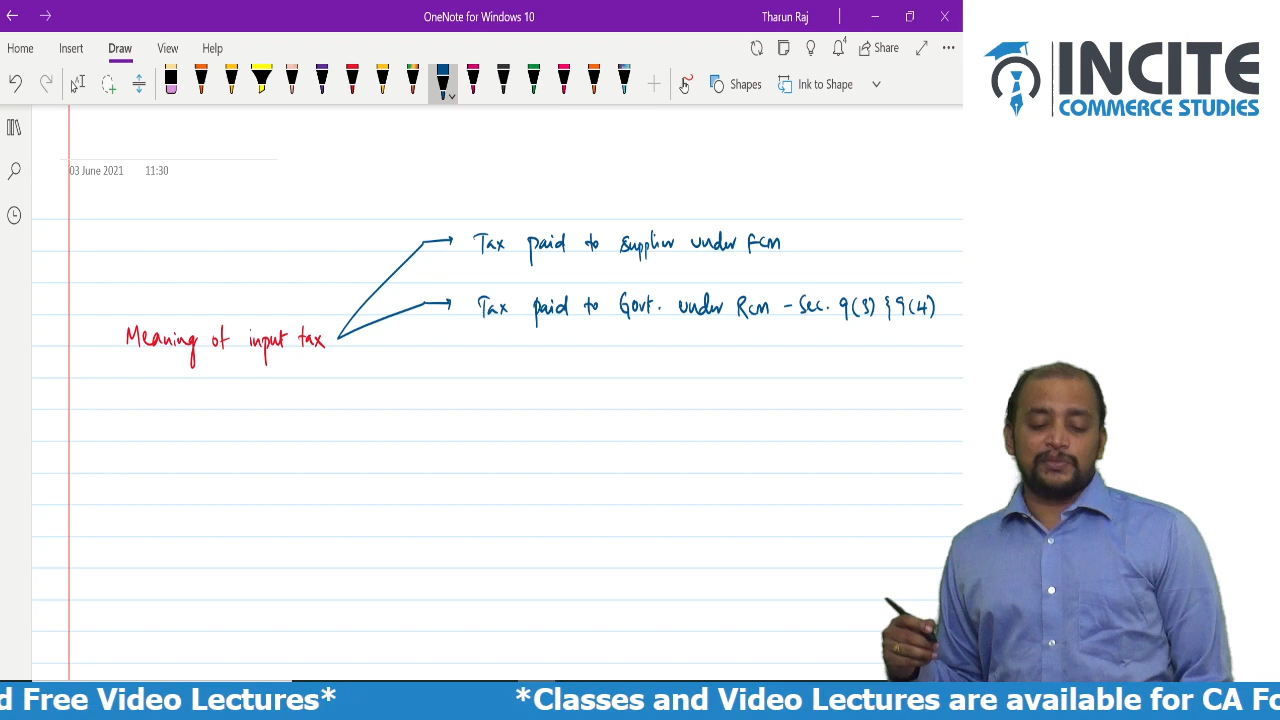 OneNote for Windows 10
Tharun Raj
Home Insert Draw View Help
4
Share
Shapes
Ink to Shape
INCITE
COMMERCE STUDIES
03 June 2021 11:30
Tax paid to supplier under FCM
Tax paid to Govt. under RCM - Sec. 9(3) & 9(4)
Meaning of input tax
d Free Video Lectures* *Classes and Video Lectures are available for CA Fo